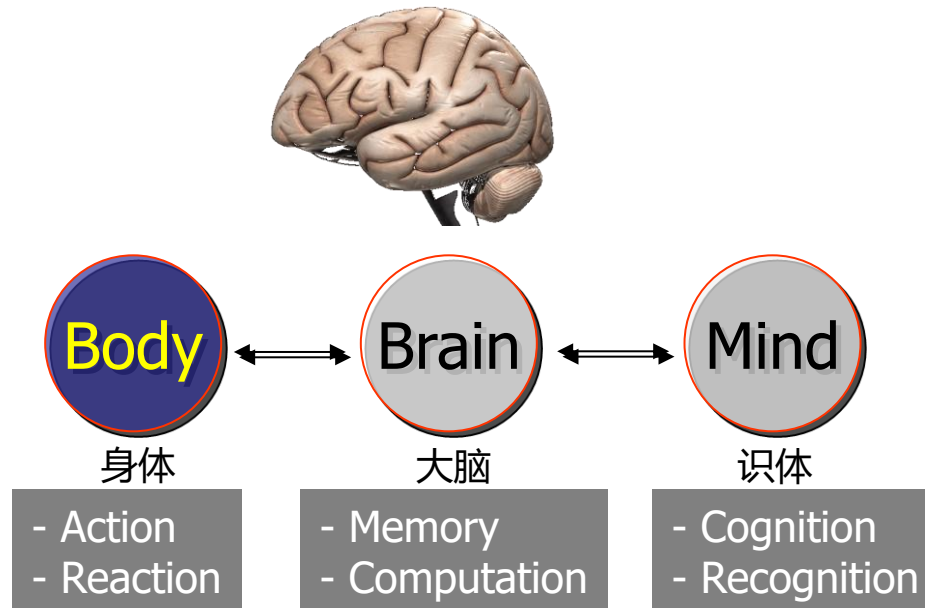 Body
Brain
Mind
身体
大脑
识体
- Action
- Reaction
- Memory
- Computation
- Cognition
- Recognition